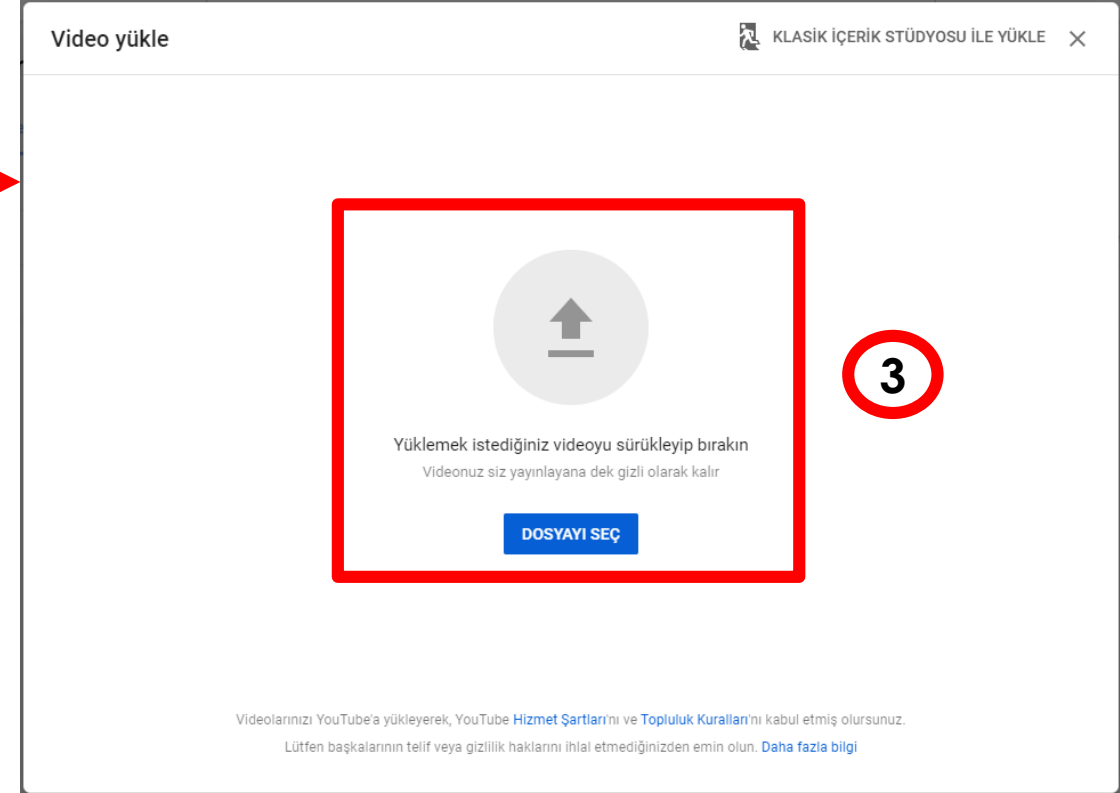 Video yükle
KLASİK İÇERİK STÜDYOSU İLE YÜKLE
3
Yüklemek istediğiniz videoyu sürükleyip bırakın
Videonuz siz yayınlayana dek gizli olarak kalır
DOSYAYI SEÇ
Videolarınızı YouTube'a yükleyerek, YouTube Hizmet Şartları'nı ve Topluluk Kuralları'nı kabul etmiş olursunuz.
Lütfen başkalarının telif veya gizlilik haklarını ihlal etmediğinizden emin olun. Daha fazla bilgi